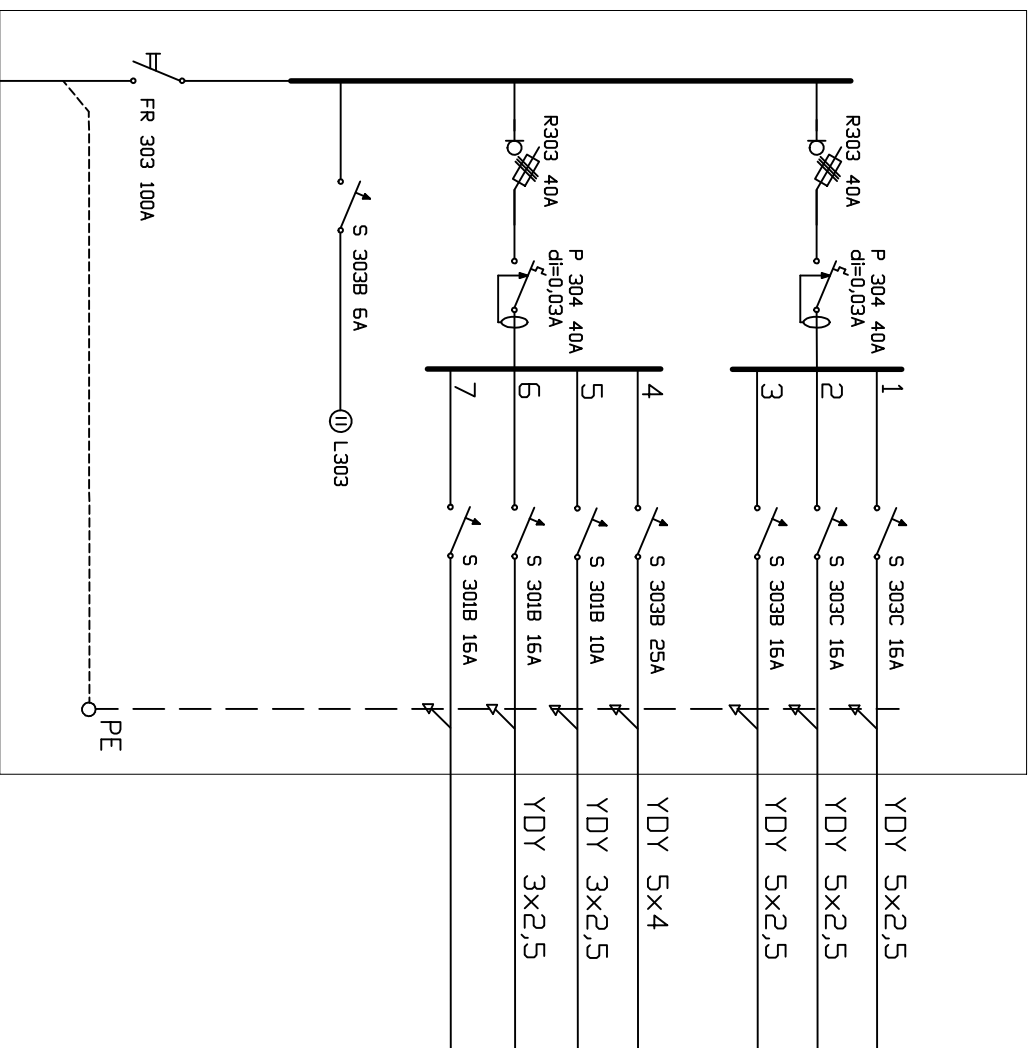 FR 303 100A
S 303B 6A
L303
R303 40A
P 304 40A
di=0,03A
R303 40A
P 304 40A
di=0,03A
1
2
3
4
5
6
7
S 303C 16A
S 303C 16A
S 303B 16A
S 303B 25A
S 301B 10A
S 301B 16A
S 301B 16A
PE
YDY 5x2,5
YDY 5x2,5
YDY 5x2,5
YDY 5x4
YDY 3x2,5
YDY 3x2,5